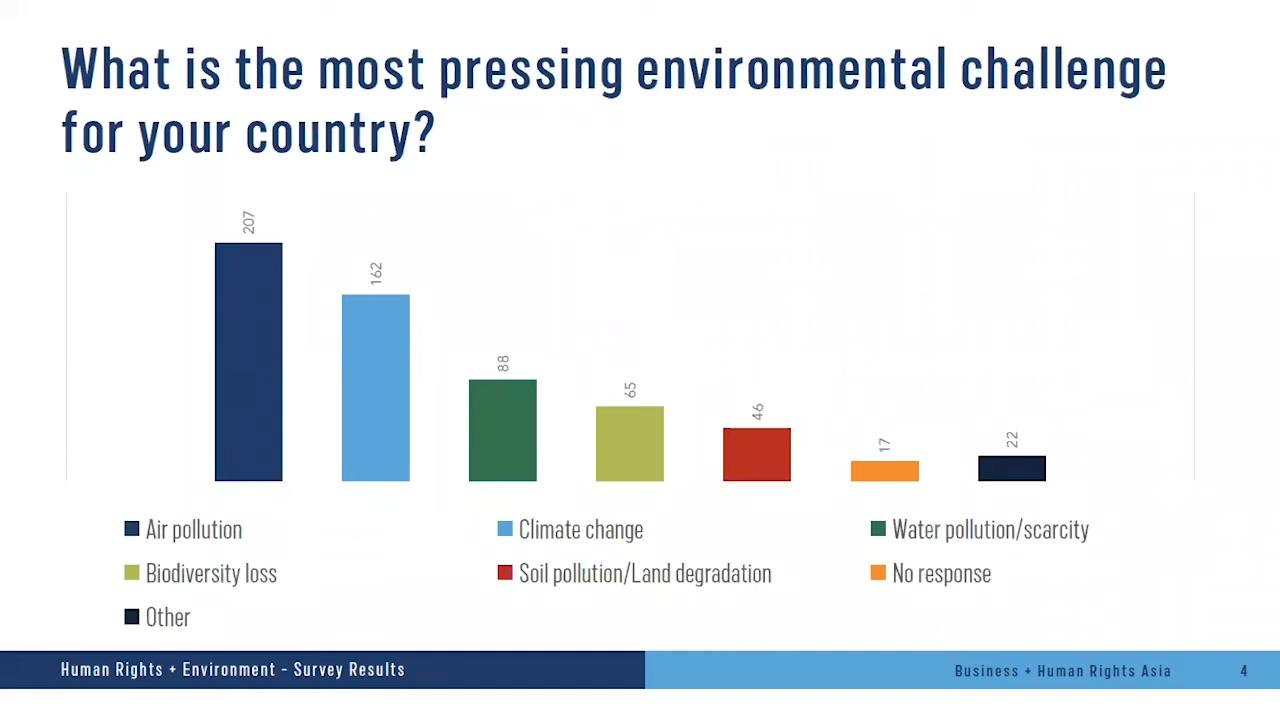 What is the most pressing environmental challenge
for your country?
207
162
88
65
46
17
22
Air pollution
Climate change
Water pollution/scarcity
Biodiversity loss
Soil pollution/Land degradation
No response
Other
Human Rights + Environment - Survey Results
Business + Human Rights Asia
4